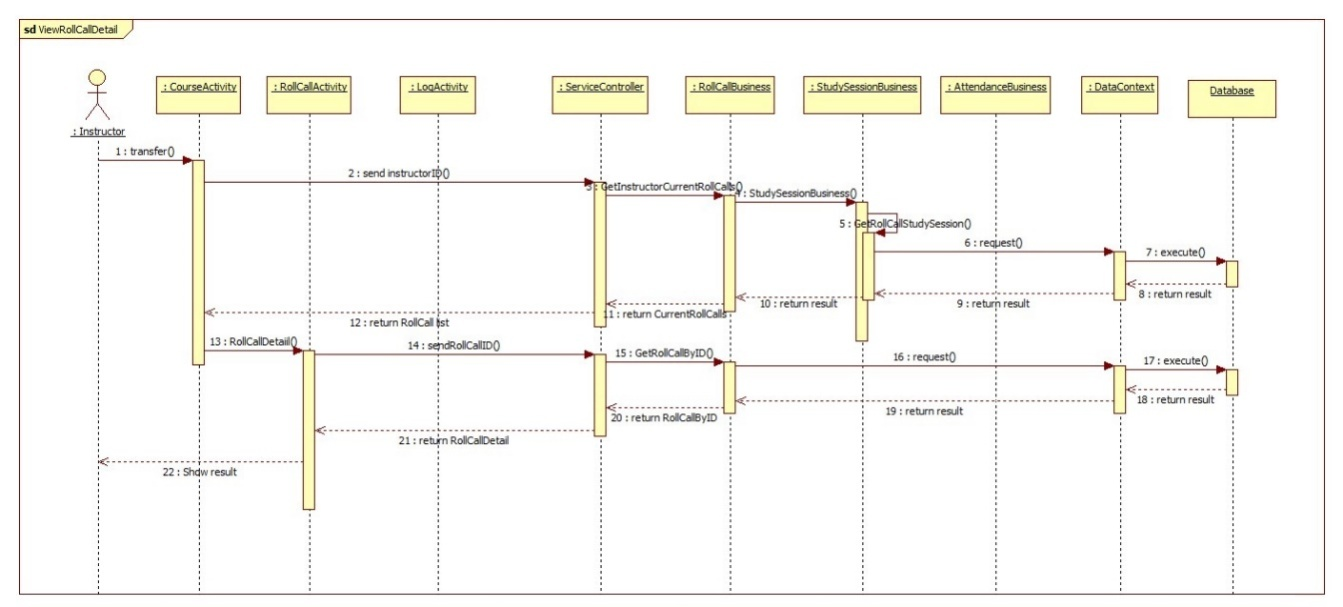 sd ViewRollCallDetail
: Instructor
: CourseActivity
: RollCallActivity
: LogActivity
: ServiceController
: RollCallBusiness
: StudySessionBusiness
: AttendanceBusiness
: DataContext
Database
1 : transfer()
2 : send instructorID()
3 : GetInstructorCurrentRollCalls()
4 : StudySessionBusiness()
5 : GetRollCallStudySession()
6 : request()
7 : execute()
8 : return result
9 : return result
10 : return result
11 : return CurrentRollCalls
12 : return RollCall list
13 : RollCallDetail()
14 : sendRollCallID()
15 : GetRollCallByID()
16 : request()
17 : execute()
18 : return result
19 : return result
20 : return RollCallByID
21 : return RollCallDetail
22 : Show result